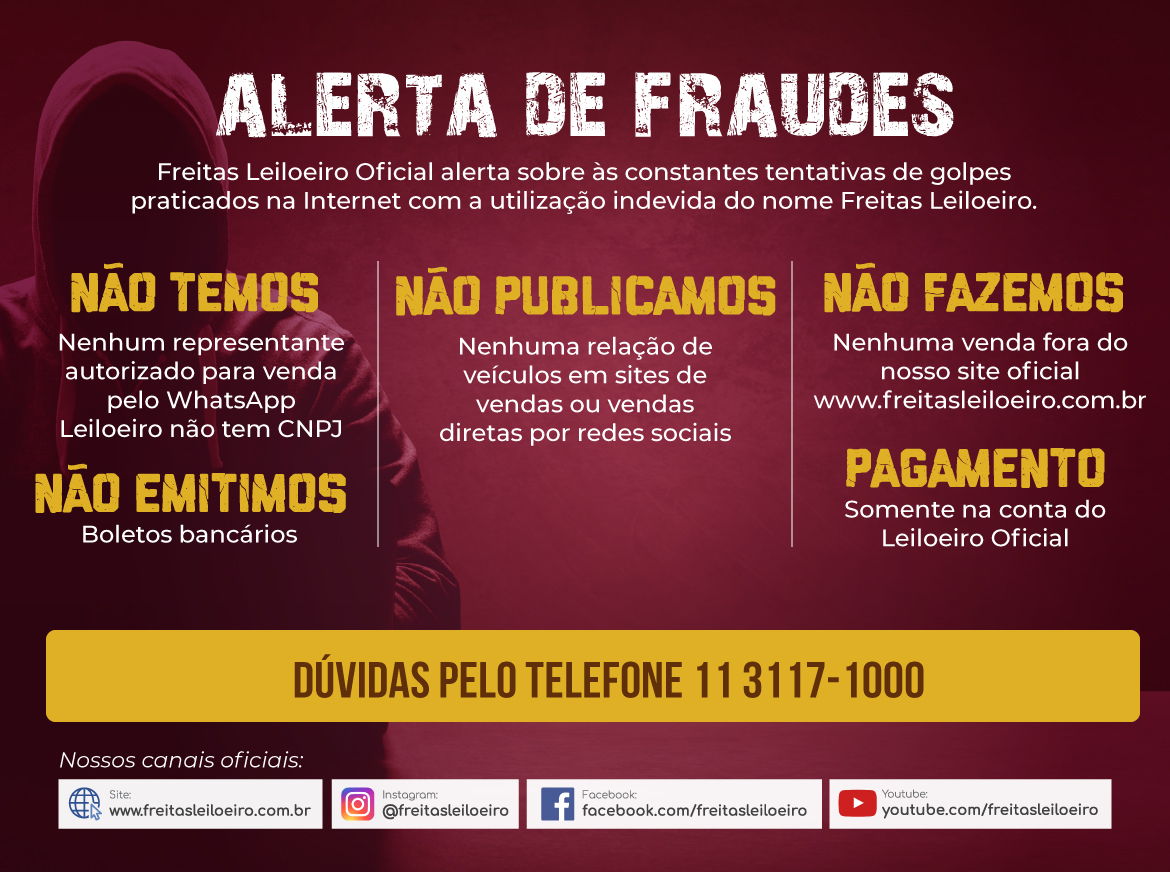 ALERTA DE FRAUDES
Freitas Leiloeiro Oficial alerta sobre às constantes tentativas de golpes
praticados na Internet com a utilização indevida do nome Freitas Leiloeiro.
NÃO TEMOS
Nenhum representante
autorizado para venda
pelo WhatsApp
Leiloeiro não tem CNPJ
NÃO EMITIMOS
Boletos bancários
NÃO PUBLICAMOS
Nenhuma relação de
veículos em sites de
vendas ou vendas
diretas por redes sociais
NÃO FAZEMOS
Nenhuma venda fora do
nosso site oficial
www.freitasleiloeiro.com.br
PAGAMENTO
Somente na conta do
Leiloeiro Oficial
DÚVIDAS PELO TELEFONE 11 3117-1000
Nossos canais oficiais:
Site:
www.freitasleiloeiro.com.br
Instagram:
@freitasleiloeiro
Facebook:
facebook.com/freitasleiloeiro
Youtube:
youtube.com/freitasleiloeiro